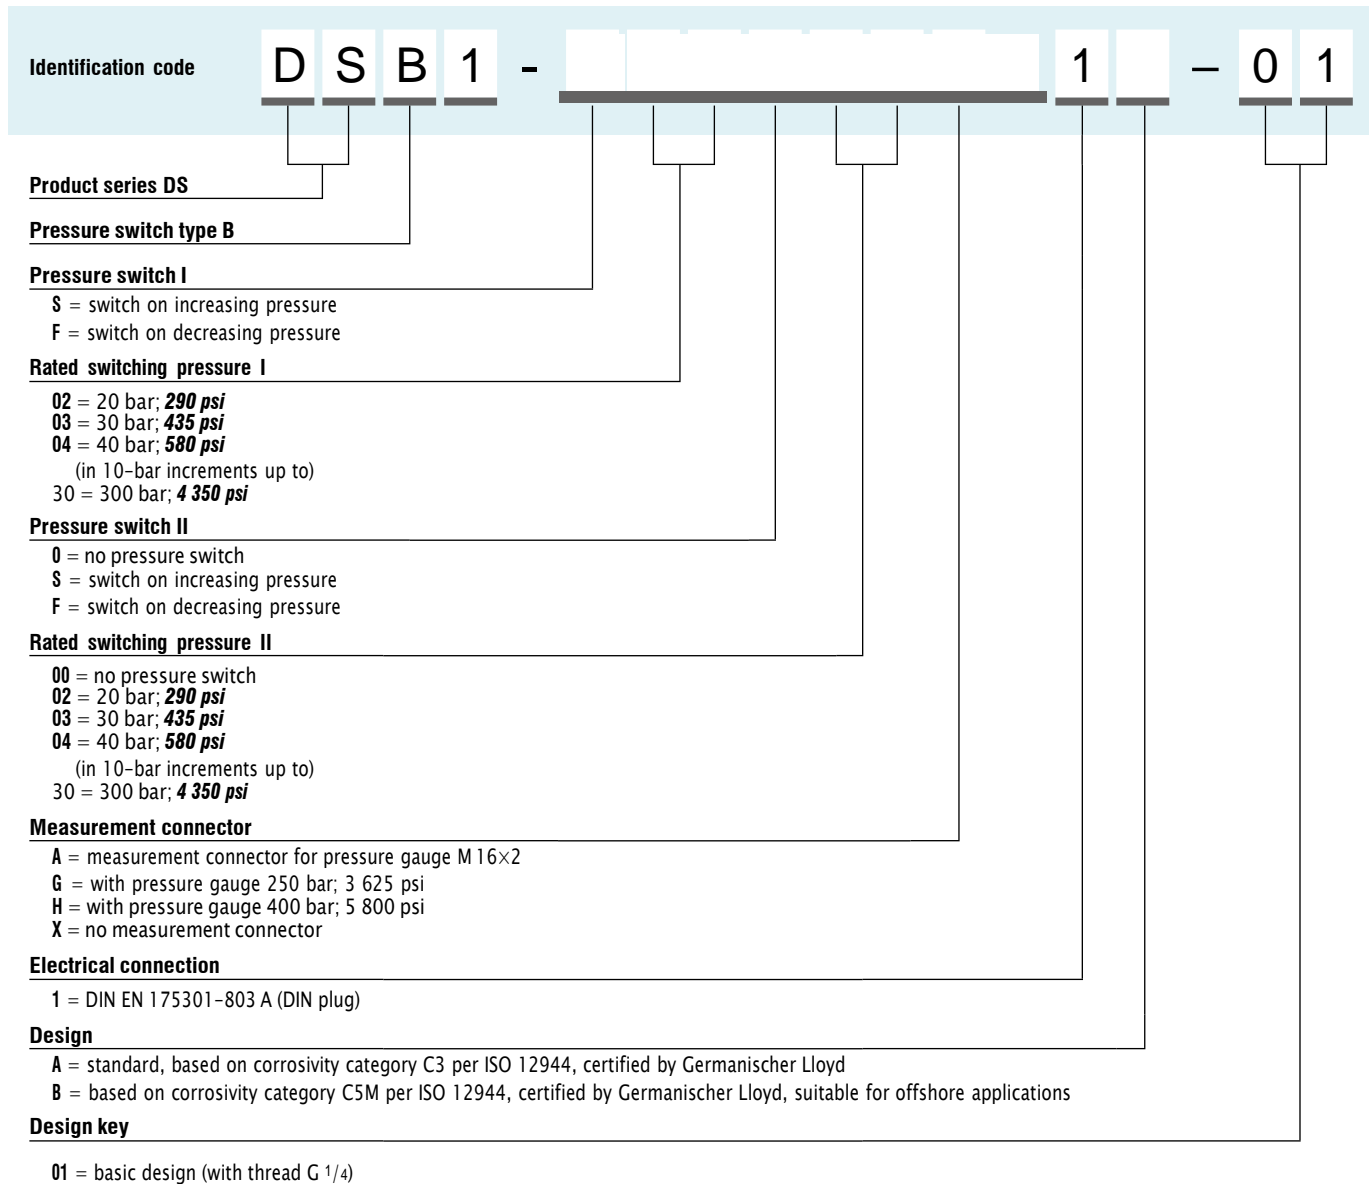 Identification code D S B 1 - 1 – 0 1
Product series DS
Pressure switch type B
Pressure switch I
S = switch on increasing pressure
F = switch on decreasing pressure
Rated switching pressure I
02 = 20 bar; 290 psi
03 = 30 bar; 435 psi
04 = 40 bar; 580 psi
(in 10–bar increments up to)
30 = 300 bar; 4 350 psi
Pressure switch II
0 = no pressure switch
S = switch on increasing pressure
F = switch on decreasing pressure
Rated switching pressure II
00 = no pressure switch
02 = 20 bar; 290 psi
03 = 30 bar; 435 psi
04 = 40 bar; 580 psi
(in 10–bar increments up to)
30 = 300 bar; 4 350 psi
Measurement connector
A = measurement connector for pressure gauge M 16×2
G = with pressure gauge 250 bar; 3 625 psi
H = with pressure gauge 400 bar; 5 800 psi
X = no measurement connector
Electrical connection
1 = DIN EN 175301–803 A (DIN plug)
Design
A = standard, based on corrosivity category C3 per ISO 12944, certified by Germanischer Lloyd
B = based on corrosivity category C5M per ISO 12944, certified by Germanischer Lloyd, suitable for offshore applications
Design key
01 = basic design (with thread G 1/4)